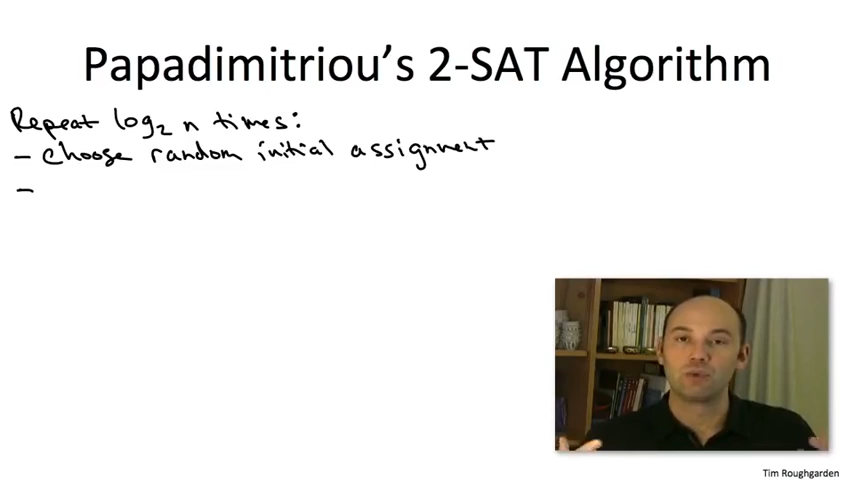 Papadimitriou's 2-SAT Algorithm
Repeat log₂ n times:
- choose random initial assignment
-
Tim Roughgarden